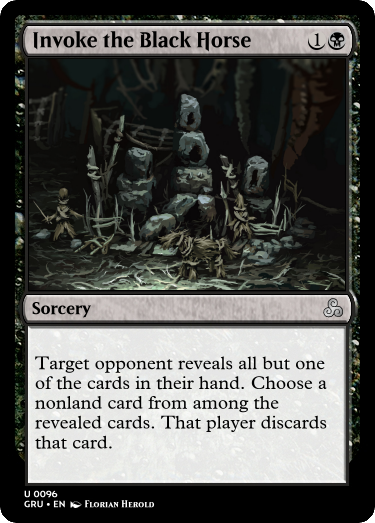 Invoke the Black Horse 1
Sorcery
Target opponent reveals all but one
of the cards in their hand. Choose a
nonland card from among the
revealed cards. That player discards
that card.
U 0096
GRU • EN Florian Herold